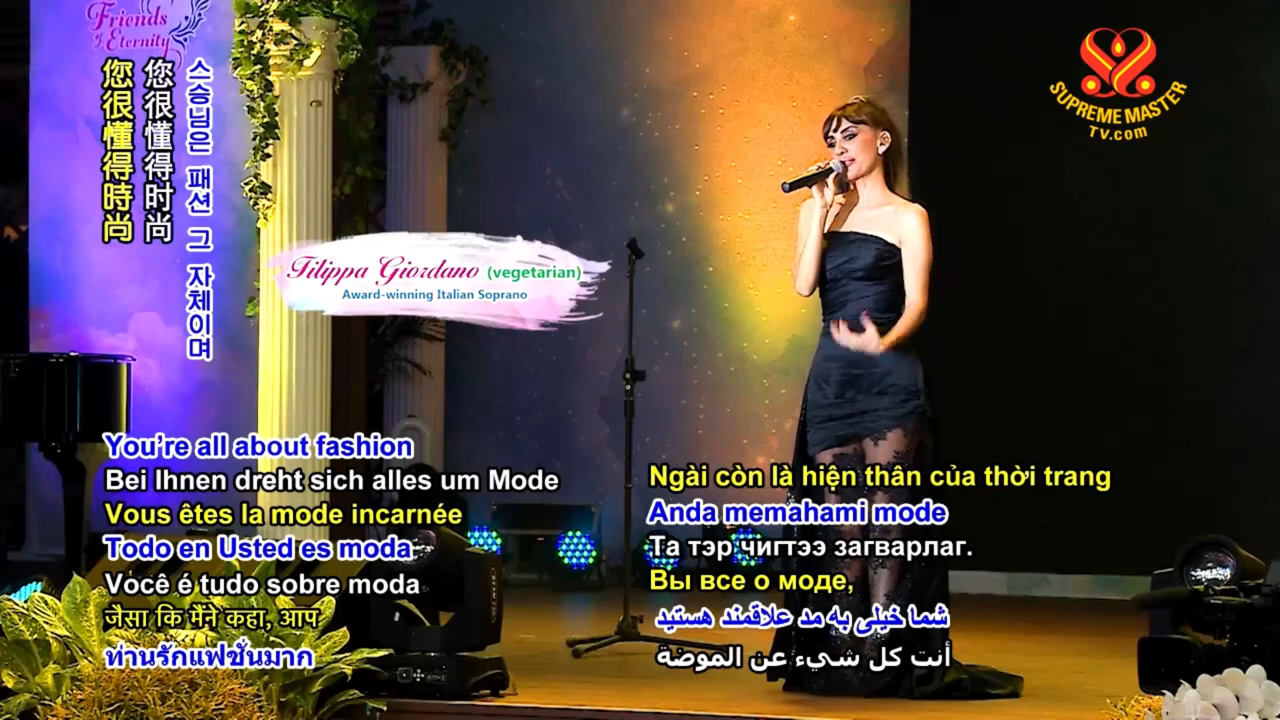 Friends
Eternity
SUPREME MASTER
TV.com
스승님은 패션 그 자체이며
您很懂得时尚
您很懂得時尚
Filippa Giordano (vegetarian)
Award-winning Italian Soprano
You're all about fashion
Bei Ihnen dreht sich alles um Mode
Vous êtes la mode incarnée
Todo en Usted es moda
Você é tudo sobre moda
जैसा कि मैंने कहा, आप
ท่านรักแฟชั่นมาก
Ngài còn là hiện thân của thời trang
Anda memahami mode
Та тэр чигтээ загварлаг.
Вы все о моде,
شما خیلی به مد علاقمند هستید
أنت كل شيء عن الموضة